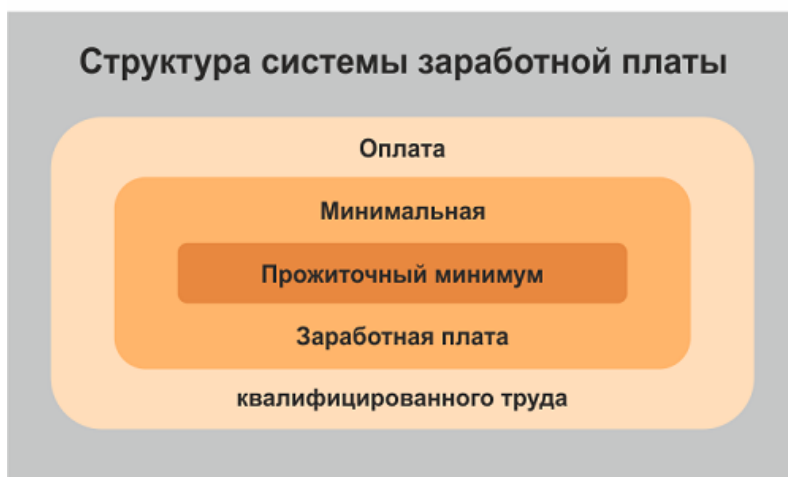 Структура системы заработной платы
Оплата
Минимальная
Прожиточный минимум
Заработная плата
квалифицированного труда